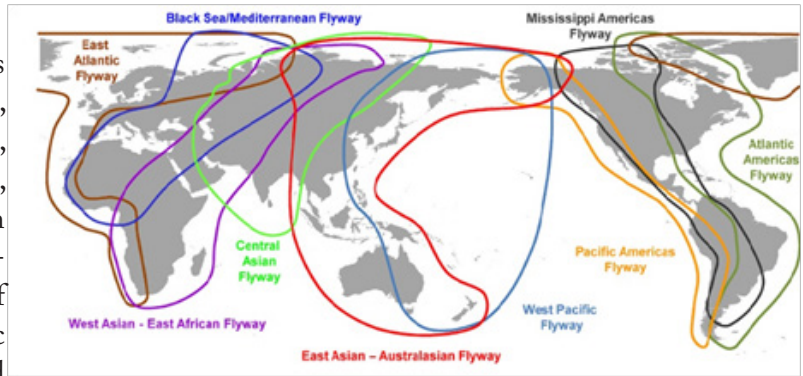 Black Sea/Mediterranean Flyway
Mississippi Americas
Flyway
East
Atlantic
Flyway
Atlantic
Americas
Flyway
Central
Asian
Flyway
Pacific Americas
Flyway
West Pacific
Flyway
West Asian - East African Flyway
East Asian – Australasian Flyway